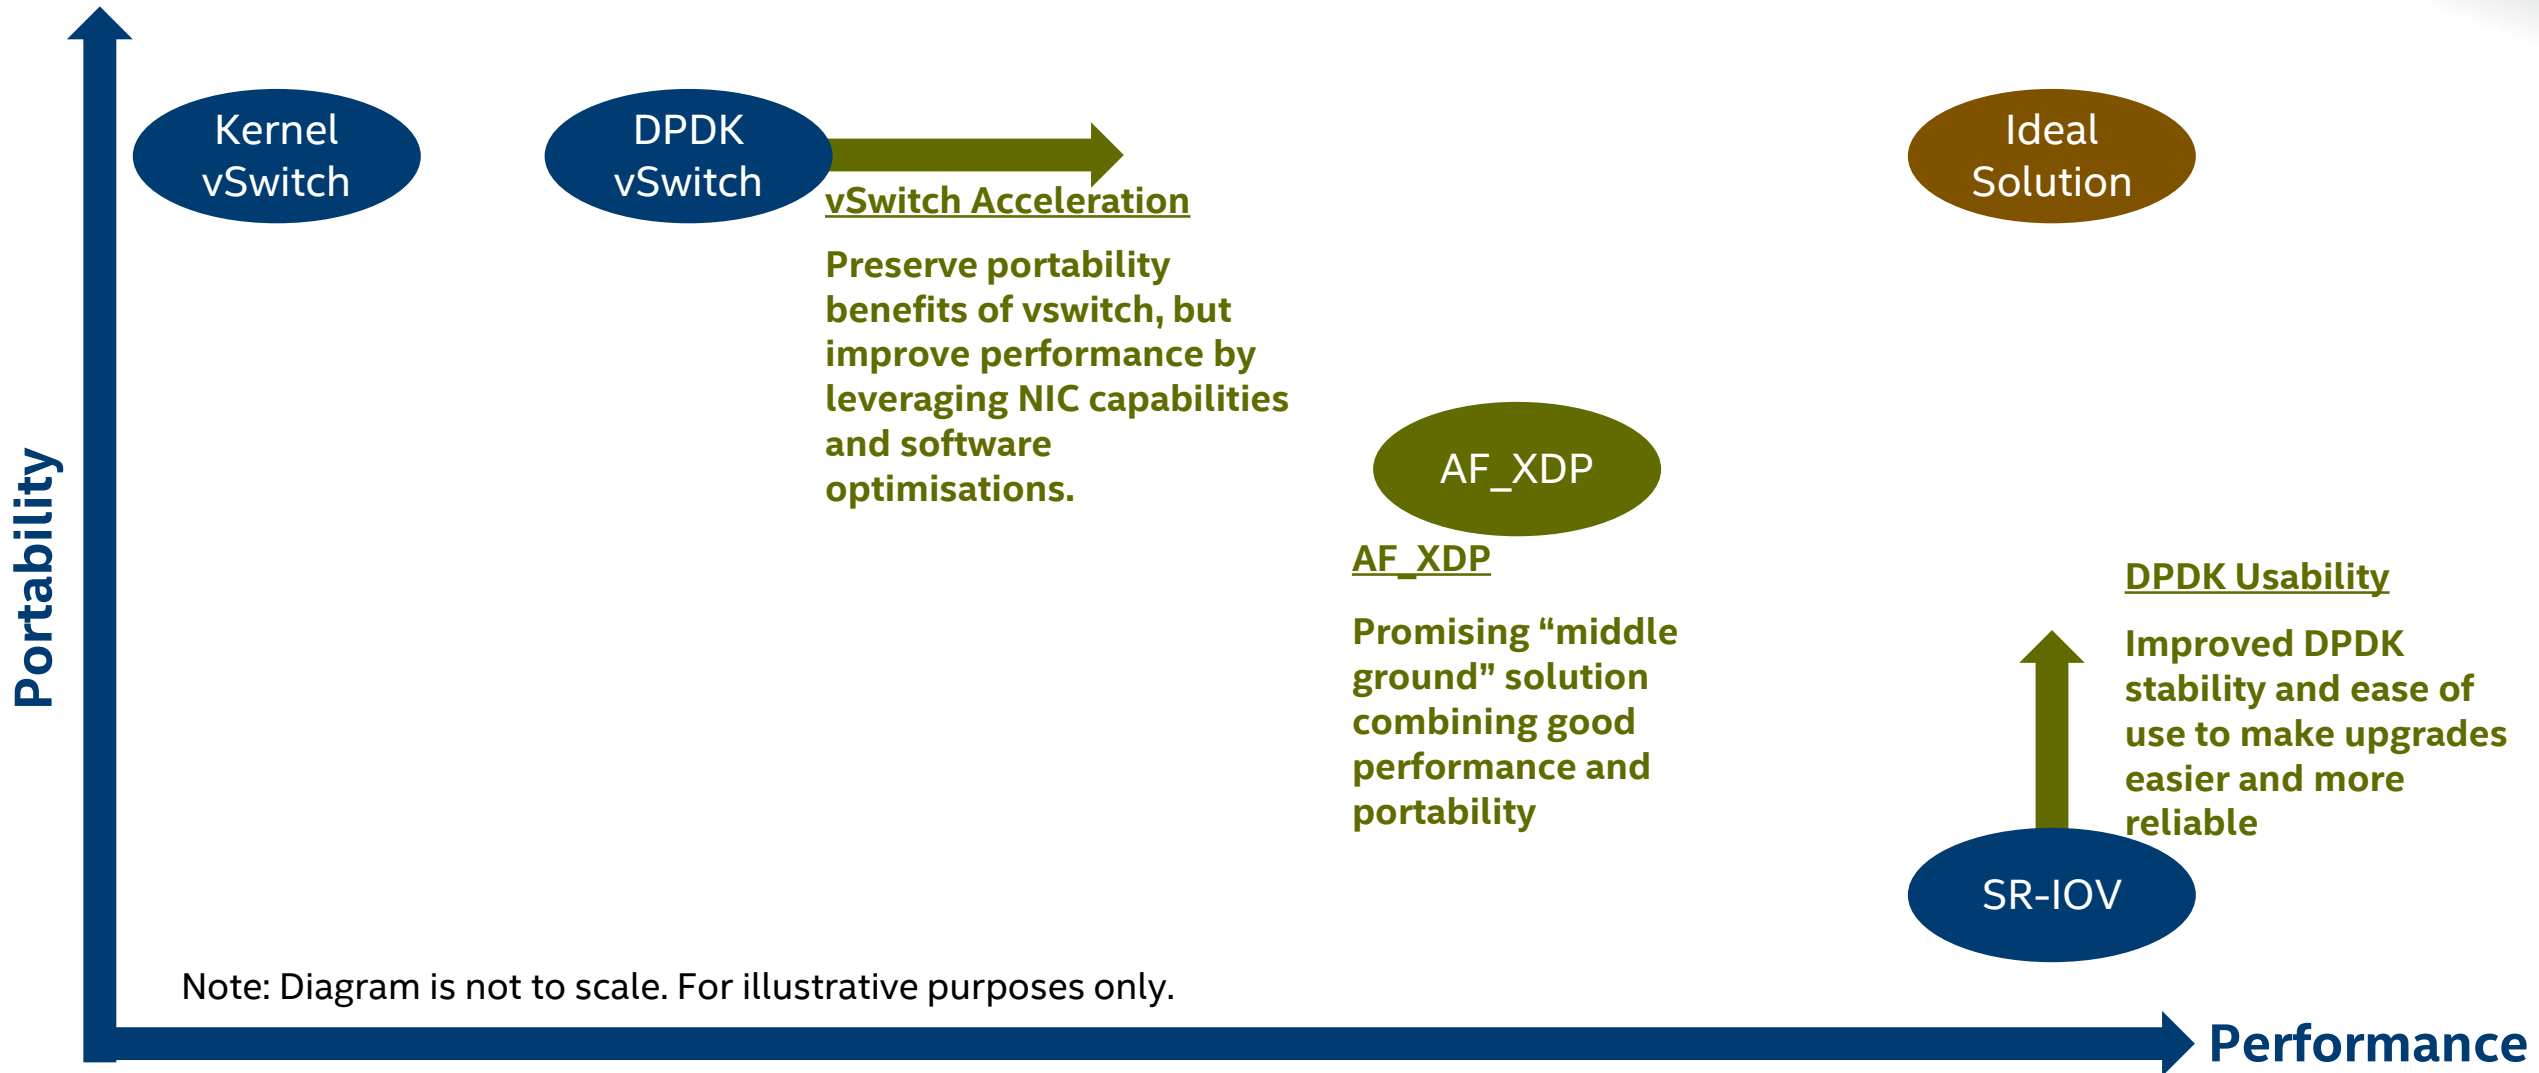 Kernel
vSwitch
DPDK
vSwitch
Ideal
Solution
vSwitch Acceleration
Preserve portability
benefits of vswitch, but
improve performance by
leveraging NIC capabilities
and software
optimisations.
AF_XDP
AF_XDP
Promising “middle
ground” solution
combining good
performance and
portability
DPDK Usability
Improved DPDK
stability and ease of
use to make upgrades
easier and more
reliable
SR-IOV
Portability
Note: Diagram is not to scale. For illustrative purposes only.
Performance